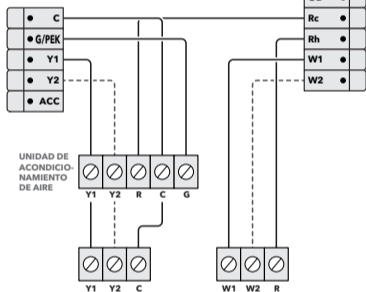 C
G/PEK
Y1
Y2
ACC
Rc
Rh
W1
W2
UNIDAD DE
ACONDICIO-
NAMIENTO
DE AIRE
Y1 Y2 R C G
Y1 Y2 C
W1 W2 R